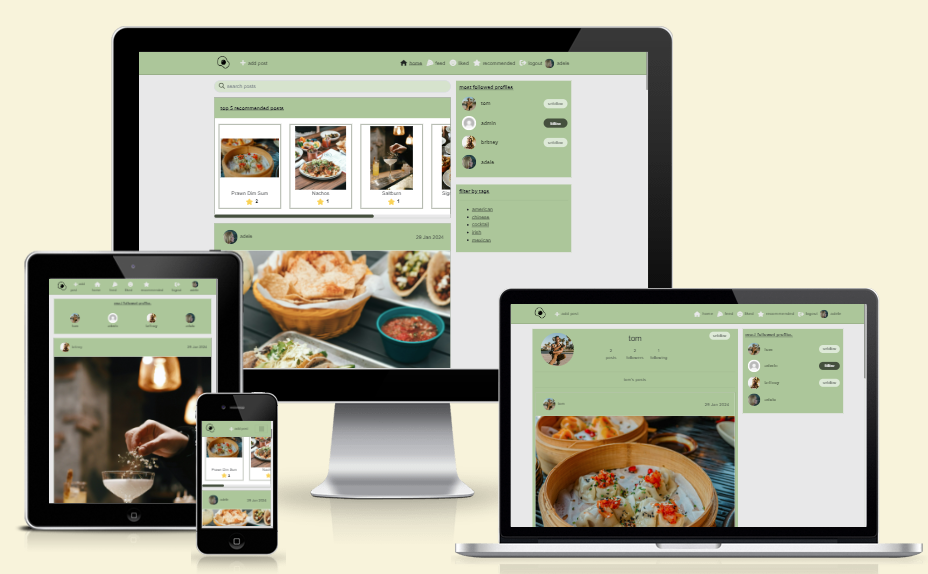 add post
home
feed
liked
recommended
logout
adele
search posts
top 5 recommended posts
Prawn Dim Sum
2
Nachos
1
Saltburn
1
adele
29 Jan 2024
most followed profiles
tom
unfollow
admin
follow
britney
unfollow
adele
filter by tags
american
chinese
cocktail
irish
mexican
most followed profiles
tom
admin
britney
adele
britney
29 Jan 2024
Prawn Dim Sum
2
adele
29 Jan 2024
add post
home
feed
liked
recommended
logout
adele
tom
unfollow
posts
followers
following
tom's posts
tom
29 Jan 2024
most followed profiles
tom
unfollow
admin
follow
britney
unfollow
adele